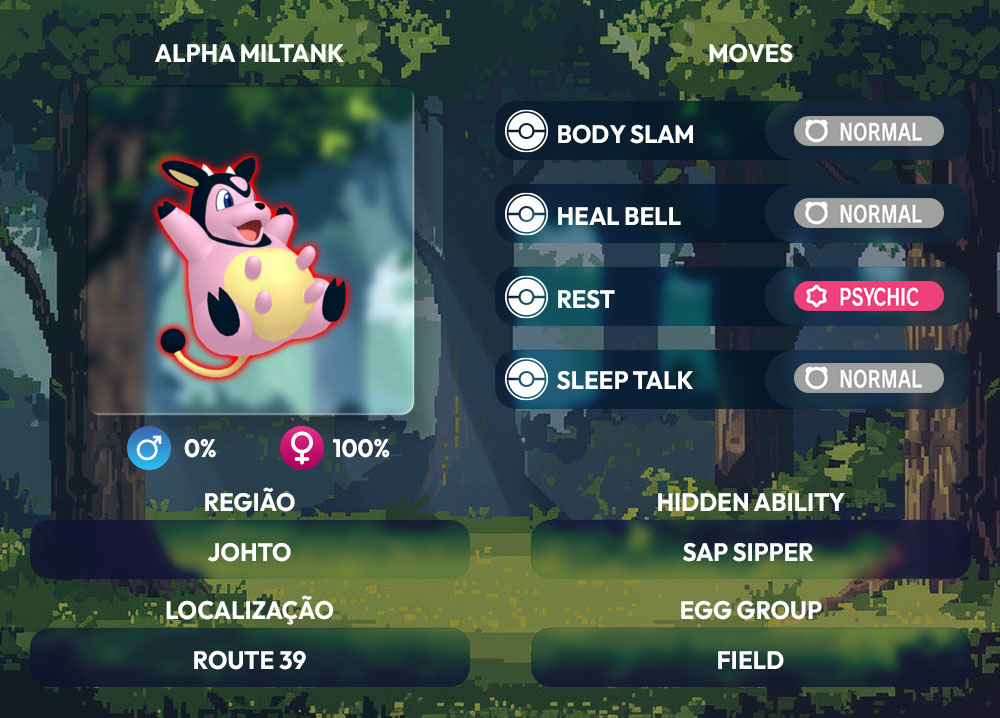 ALPHA MILTANK
0%
100%
REGIÃO
JOHTO
LOCALIZAÇÃO
ROUTE 39
MOVES
BODY SLAM
NORMAL
HEAL BELL
NORMAL
REST
PSYCHIC
SLEEP TALK
NORMAL
HIDDEN ABILITY
SAP SIPPER
EGG GROUP
FIELD